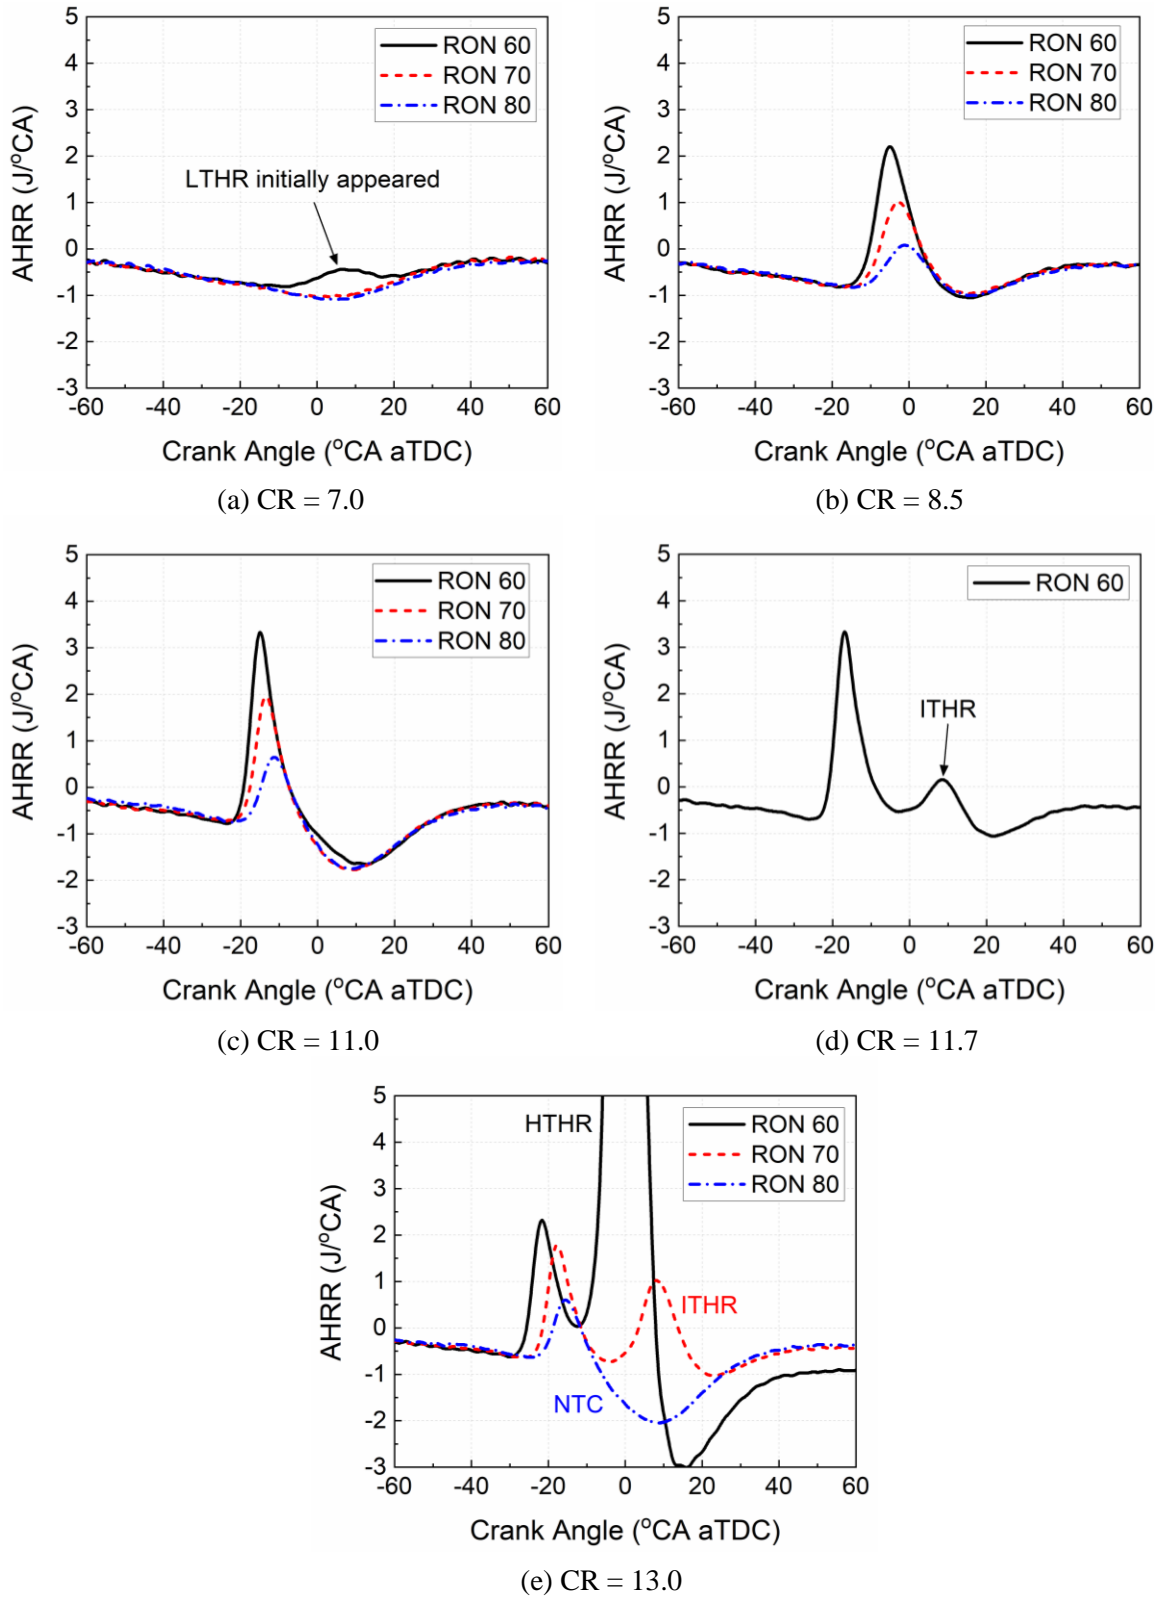 5
4
3
2
1
0
-1
-2
-3
AHRR (J/°CA)
RON 60
RON 70
RON 80
LTHR initially appeared
-60 -40 -20 0 20 40 60
Crank Angle (°CA aTDC)
(a) CR = 7.0
5
4
3
2
1
0
-1
-2
-3
AHRR (J/°CA)
RON 60
RON 70
RON 80
-60 -40 -20 0 20 40 60
Crank Angle (°CA aTDC)
(b) CR = 8.5
5
4
3
2
1
0
-1
-2
-3
AHRR (J/°CA)
RON 60
RON 70
RON 80
-60 -40 -20 0 20 40 60
Crank Angle (°CA aTDC)
(c) CR = 11.0
5
4
3
2
1
0
-1
-2
-3
AHRR (J/°CA)
RON 60
ITHR
-60 -40 -20 0 20 40 60
Crank Angle (°CA aTDC)
(d) CR = 11.7
5
4
3
2
1
0
-1
-2
-3
AHRR (J/°CA)
HTHR
RON 60
RON 70
RON 80
ITHR
NTC
-60 -40 -20 0 20 40 60
Crank Angle (°CA aTDC)
(e) CR = 13.0